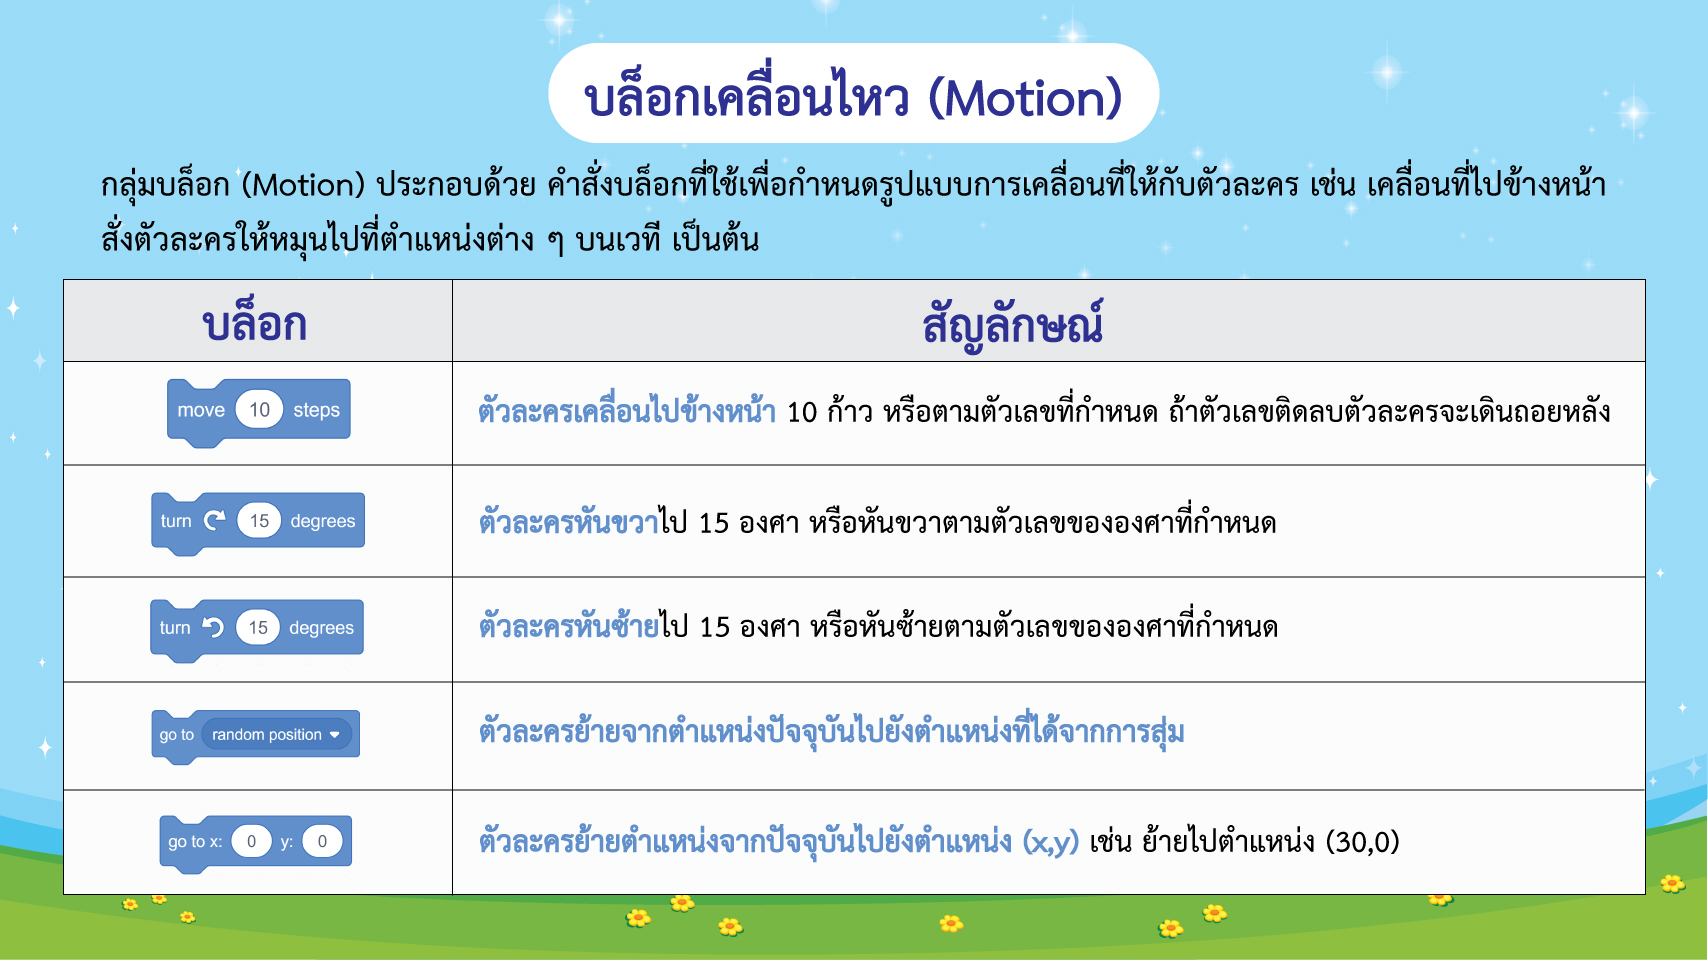 บล็อกเคลื่อนไหว (Motion)
กลุ่มบล็อก (Motion) ประกอบด้วย คำสั่งบล็อกที่ใช้เพื่อกำหนดรูปแบบการเคลื่อนที่ให้กับตัวละคร เช่น เคลื่อนที่ไปข้างหน้า
สั่งตัวละครให้หมุนไปที่ตำแหน่งต่าง ๆ บนเวที เป็นต้น
บล็อก สัญลักษณ์
move 10 steps ตัวละครเคลื่อนไปข้างหน้า 10 ก้าว หรือตามตัวเลขที่กำหนด ถ้าตัวเลขติดลบตัวละครจะเดินถอยหลัง
turn 15 degrees ตัวละครหันขวาไป 15 องศา หรือหันขวาตามตัวเลขขององศาที่กำหนด
turn 15 degrees ตัวละครหันซ้ายไป 15 องศา หรือหันซ้ายตามตัวเลขขององศาที่กำหนด
go to random position ตัวละครย้ายจากตำแหน่งปัจจุบันไปยังตำแหน่งที่ได้จากการสุ่ม
go to x: 0 y: 0 ตัวละครย้ายตำแหน่งจากปัจจุบันไปยังตำแหน่ง (x,y) เช่น ย้ายไปตำแหน่ง (30,0)